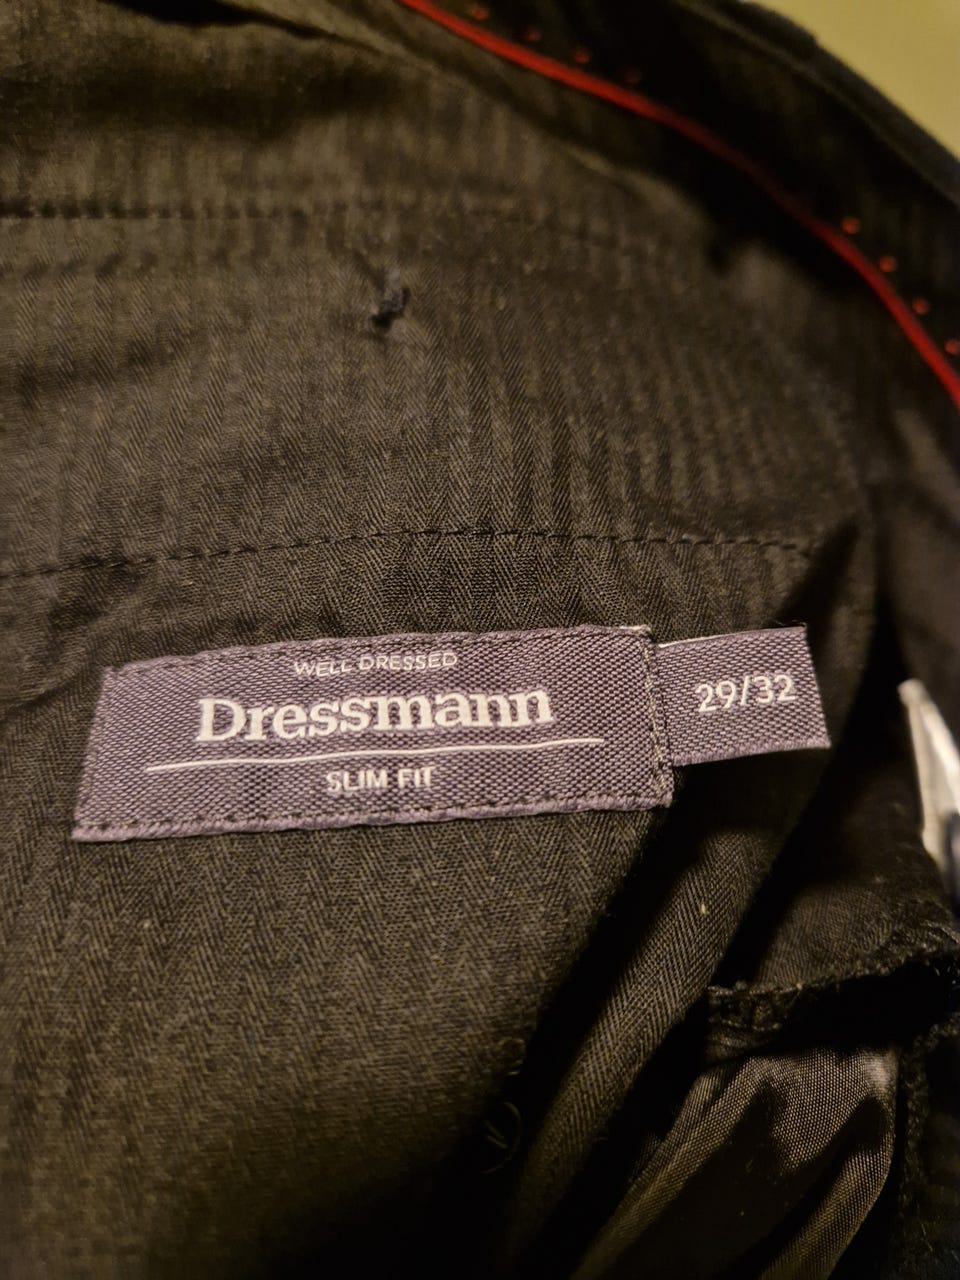 WELL DRESSED
Dressmann
SLIM FIT
29/32